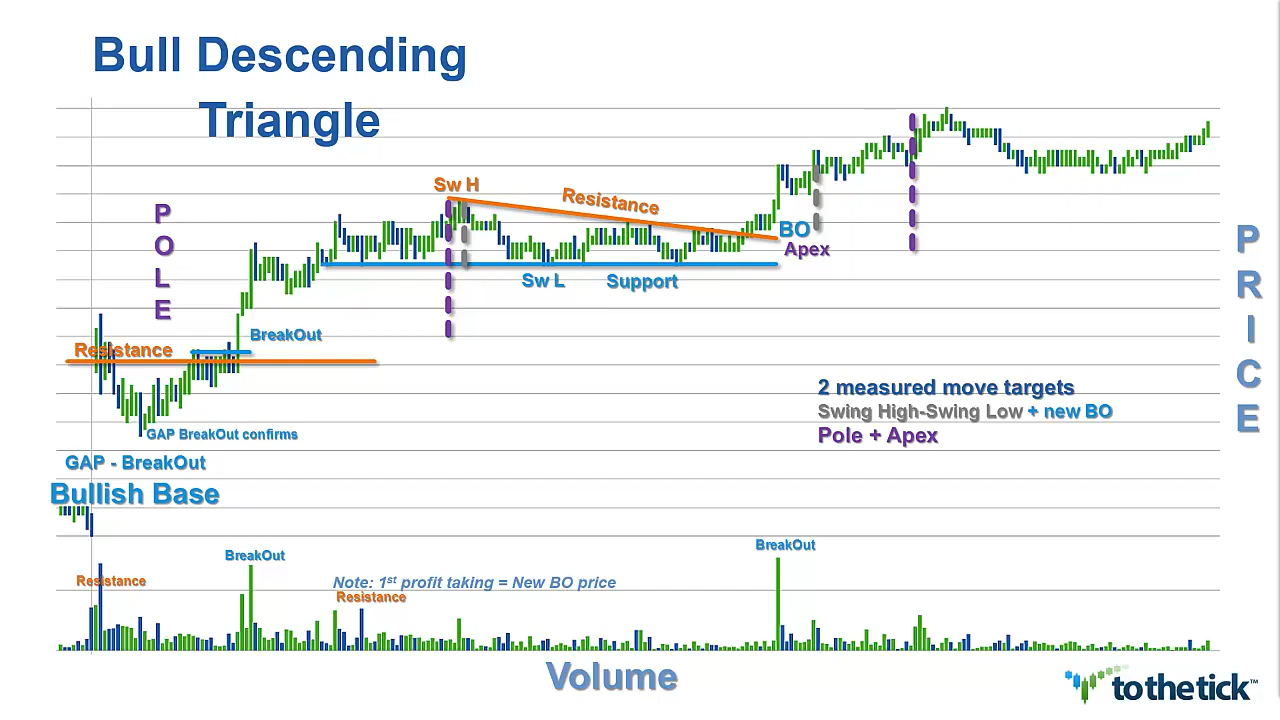 Bull Descending
Triangle
Sw H
Resistance
P
O
L
E
BO
Apex
Sw L
Support
BreakOut
Resistance
P
R
I
C
E
2 measured move targets
Swing High-Swing Low + new BO
Pole + Apex
GAP BreakOut confirms
GAP - BreakOut
Bullish Base
BreakOut
BreakOut
Resistance
Note: 1st profit taking = New BO price
Resistance
Volume
tothetick™